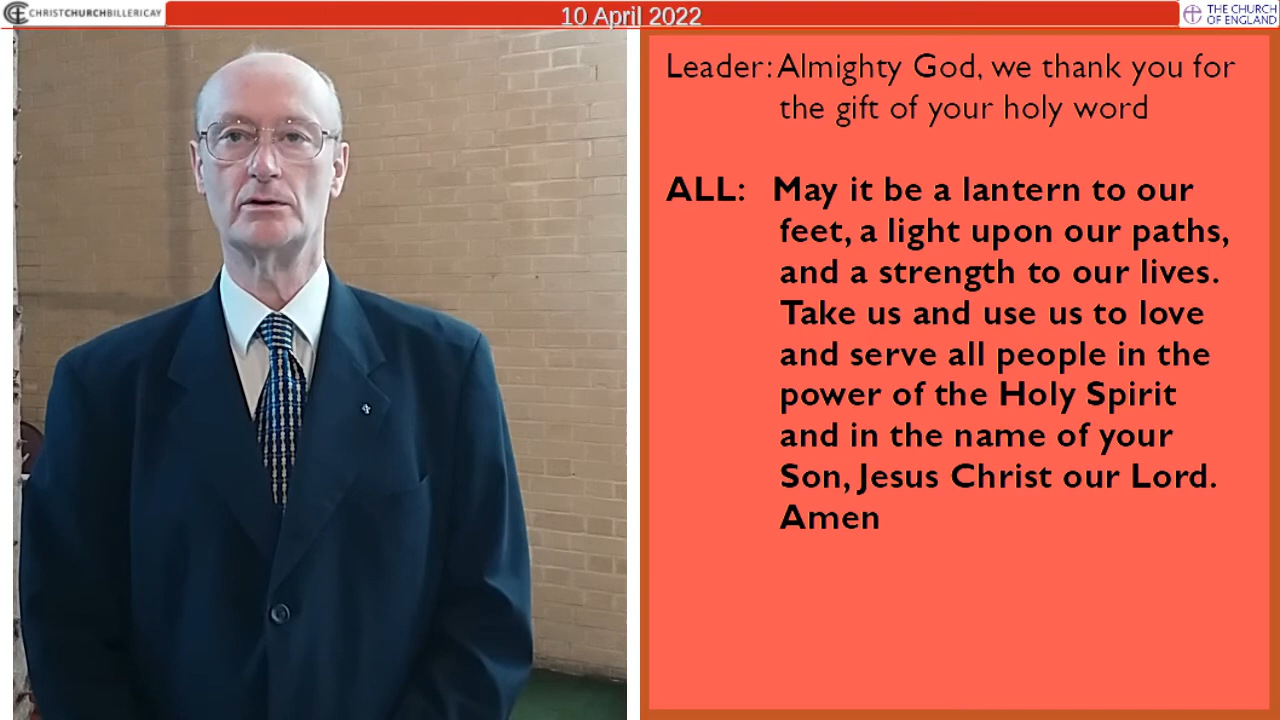 CHRISTCHURCHBILLERICAY
10 April 2022
THE CHURCH
OF ENGLAND
Leader: Almighty God, we thank you for
the gift of your holy word
ALL: May it be a lantern to our
feet, a light upon our paths,
and a strength to our lives.
Take us and use us to love
and serve all people in the
power of the Holy Spirit
and in the name of your
Son, Jesus Christ our Lord.
Amen